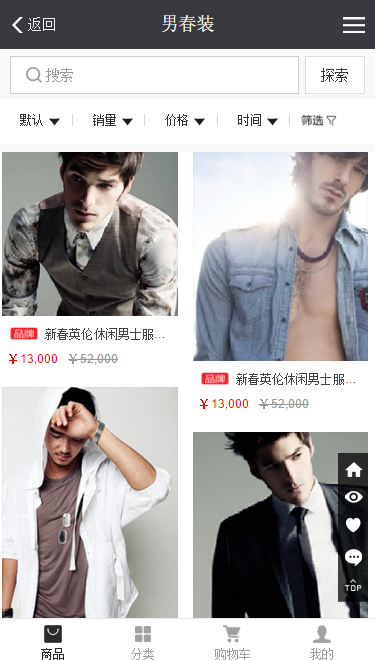 返回
男春装
搜索
探索
默认
销量
价格
时间
筛选
品牌 新春英伦休闲男士服...
￥13,000 ￥52,000
品牌 新春英伦休闲男士服...
￥13,000 ￥52,000
TOP
商品
分类
购物车
我的